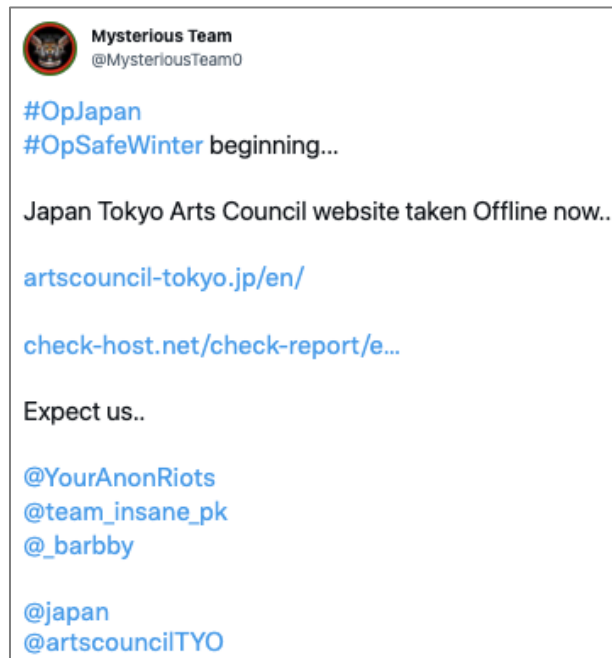 Mysterious Team
@MysteriousTeam0
#OpJapan
#OpSafeWinter beginning...
Japan Tokyo Arts Council website taken Offline now..
artscouncil-tokyo.jp/en/
check-host.net/check-report/e...
Expect us..
@YourAnonRiots
@team_insane_pk
@_barbby
@japan
@artscouncilTYO